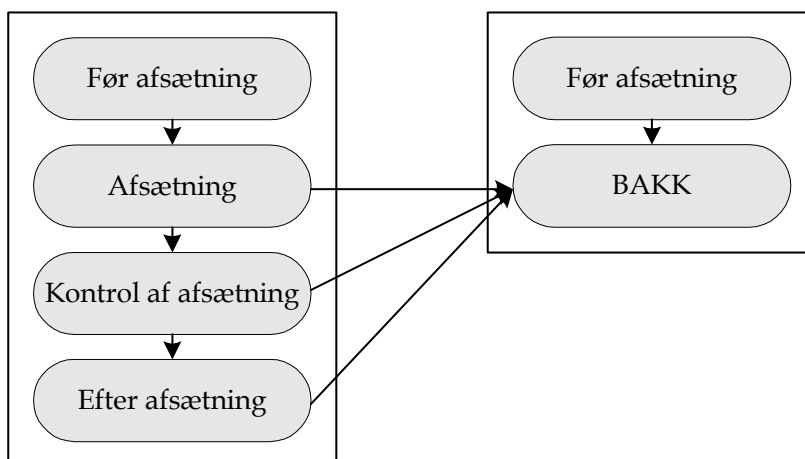 Før afsætning
Afsætning
Kontrol af afsætning
Efter afsætning
Før afsætning
BAKK